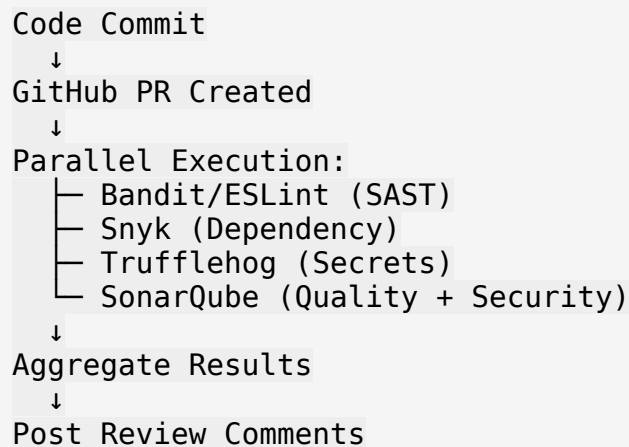 Code Commit
↓
GitHub PR Created
↓
Parallel Execution:
├─ Bandit/ESLint (SAST)
├─ Snyk (Dependency)
├─ Trufflehog (Secrets)
└─ SonarQube (Quality + Security)
↓
Aggregate Results
↓
Post Review Comments